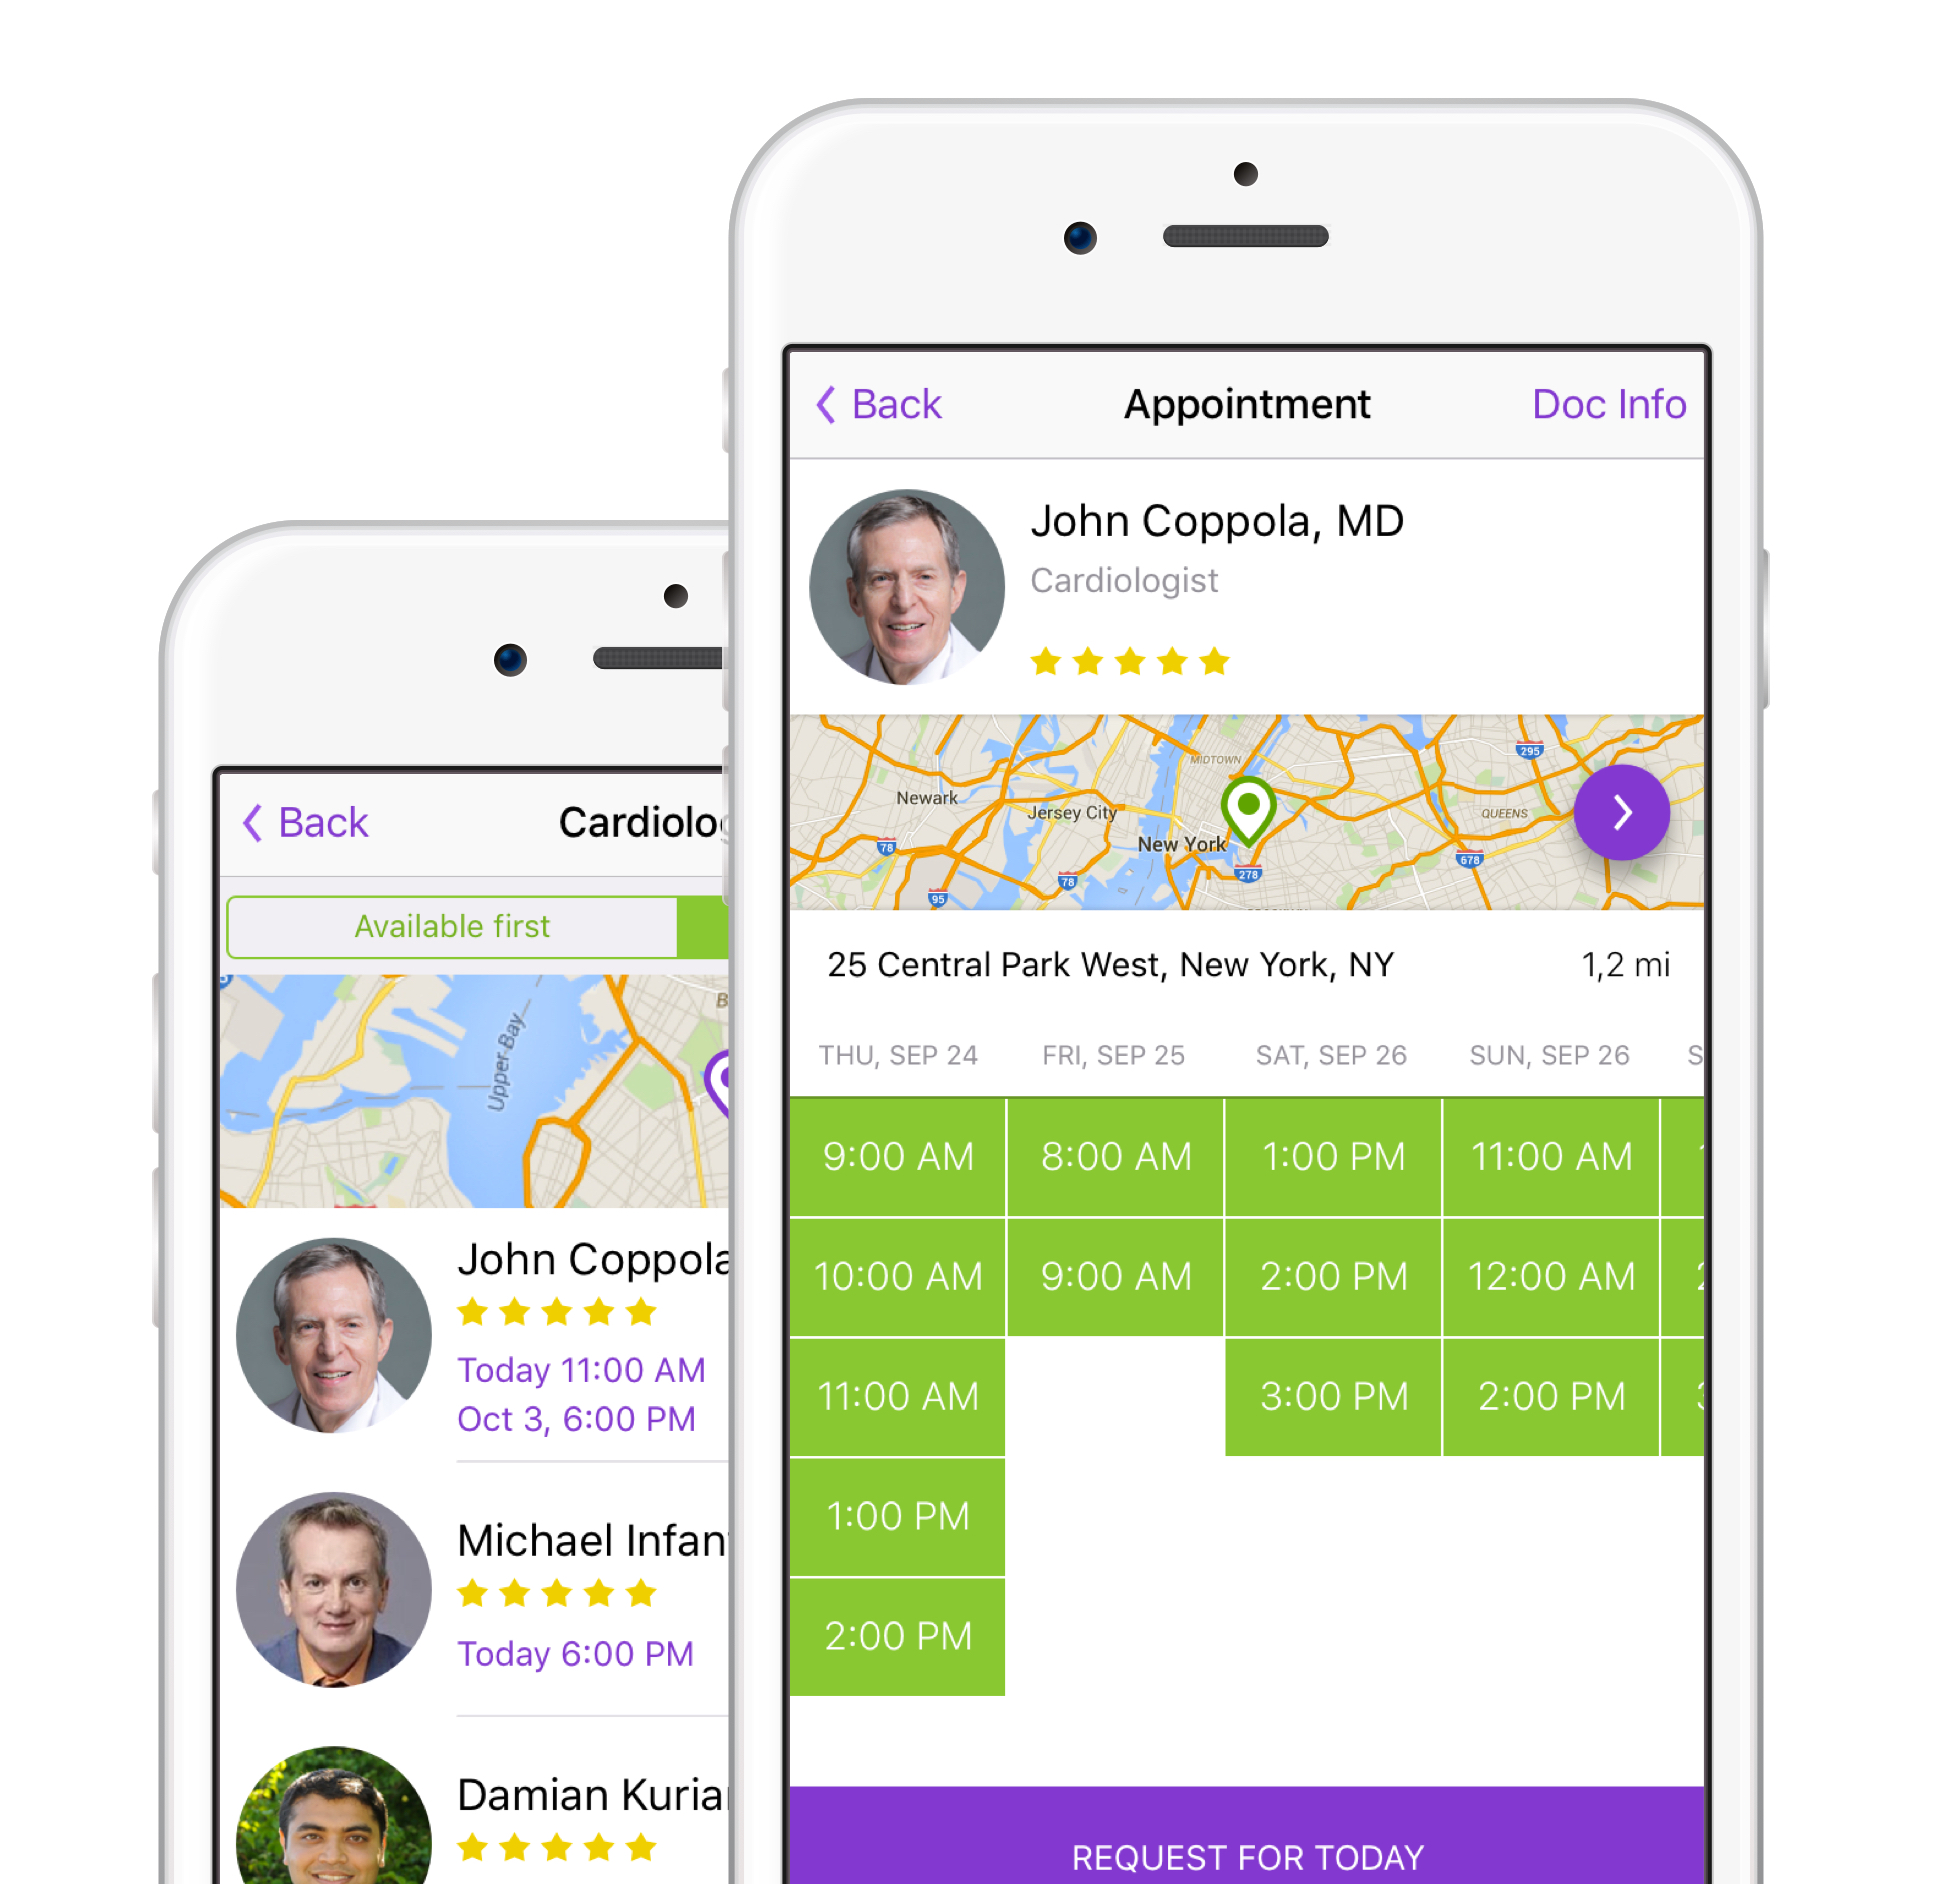 Back Appointment Doc Info
John Coppola, MD
Cardiologist
295
MIDTOWN
Newark
Jersey City
QUEENS
New York
78
678
278
78
95
25 Central Park West, New York, NY 1,2 mi
THU, SEP 24 FRI, SEP 25 SAT, SEP 26 SUN, SEP 26 S
9:00 AM 8:00 AM 1:00 PM 11:00 AM
10:00 AM 9:00 AM 2:00 PM 12:00 AM
11:00 AM 3:00 PM 2:00 PM
1:00 PM
2:00 PM
REQUEST FOR TODAY
Back Cardiolo
Available first
Upper Bay
John Coppola
Today 11:00 AM
Oct 3, 6:00 PM
Michael Infan
Today 6:00 PM
Damian Kuria